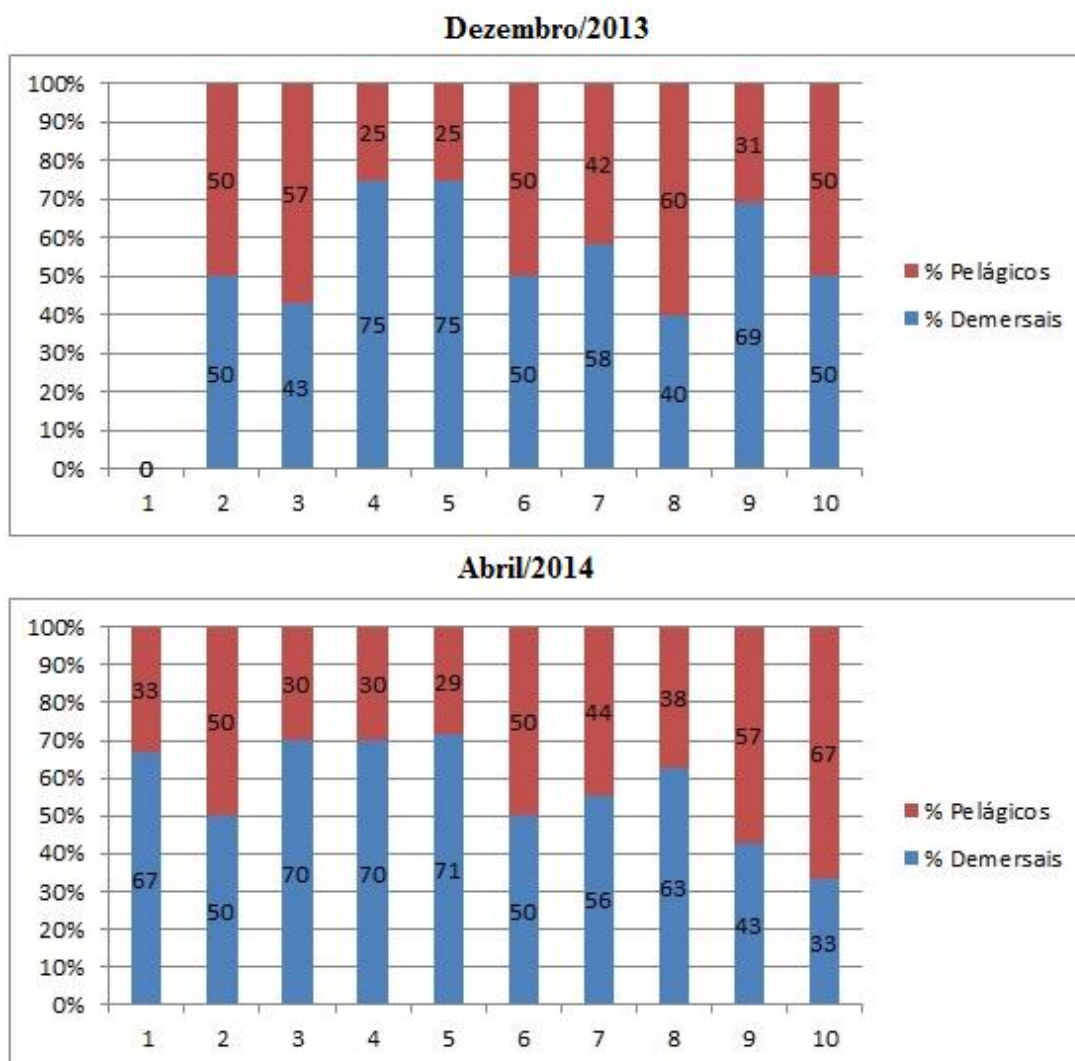 Dezembro/2013
100%
90%
80%
70%
60%
50%
40%
30%
20%
10%
0%
50 57 25 25 50 42 60 31 50
0 50 43 75 75 50 58 40 69 50
1 2 3 4 5 6 7 8 9 10
% Pelágicos
% Demersais
Abril/2014
100%
90%
80%
70%
60%
50%
40%
30%
20%
10%
0%
33 50 30 30 29 50 44 38 57 67
67 50 70 70 71 50 56 63 43 33
1 2 3 4 5 6 7 8 9 10
% Pelágicos
% Demersais